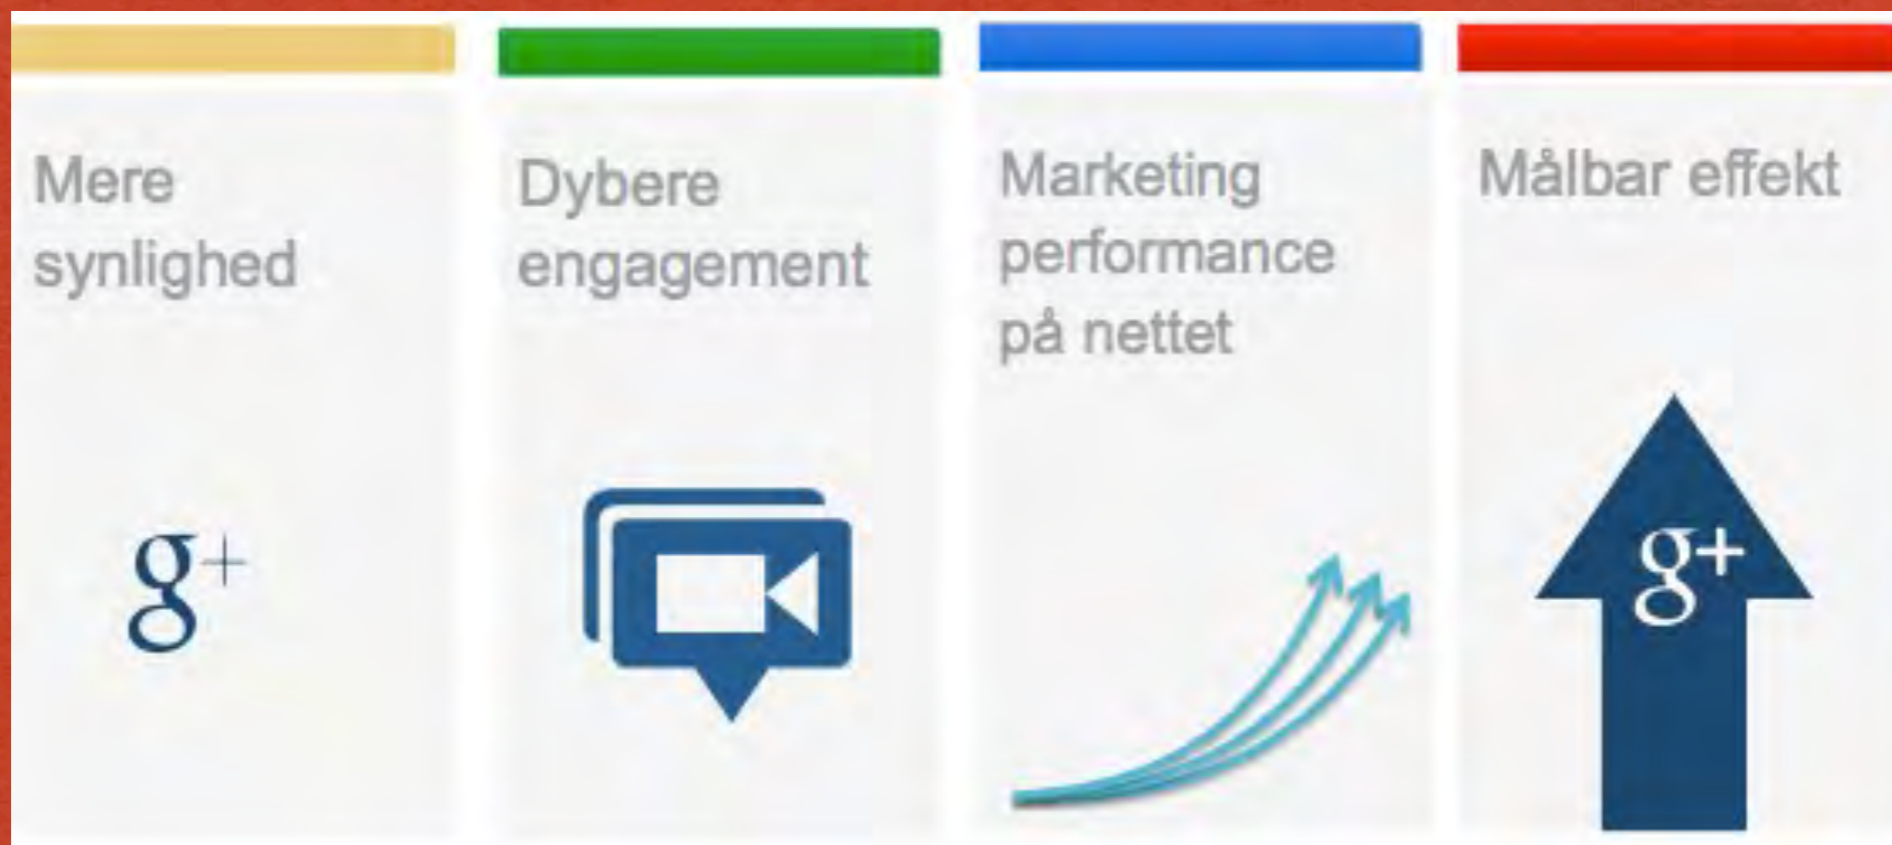 Mere
synlighed
g+
Dybere
engagement
Marketing
performance
på nettet
Målbar effekt
g+